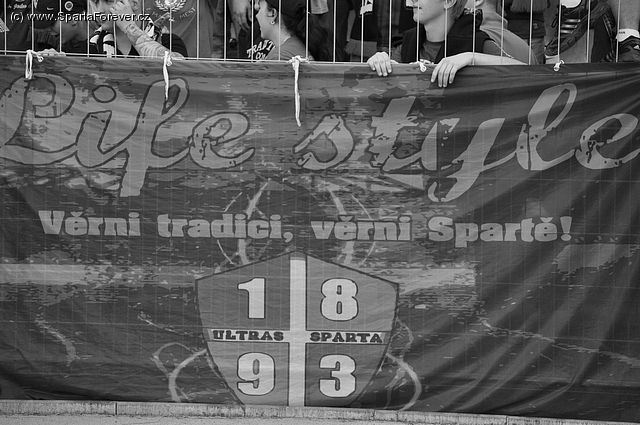 (c) www.SpartaForever.cz
Life style
Věrni tradici, věrni Spartě!
1 8
ULTRAS SPARTA
9 3